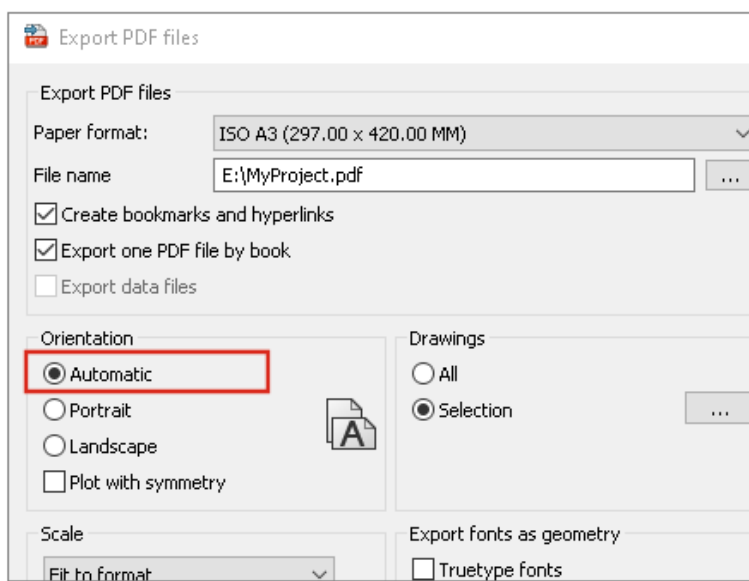 Export PDF files
Export PDF files
Paper format: ISO A3 (297.00 x 420.00 MM)
File name E:\MyProject.pdf ...
Create bookmarks and hyperlinks
Export one PDF file by book
Export data files
Orientation
Automatic
Portrait
Landscape
Plot with symmetry
A
Drawings
All
Selection ...
Scale
Fit to format
Export fonts as geometry
Truetype fonts